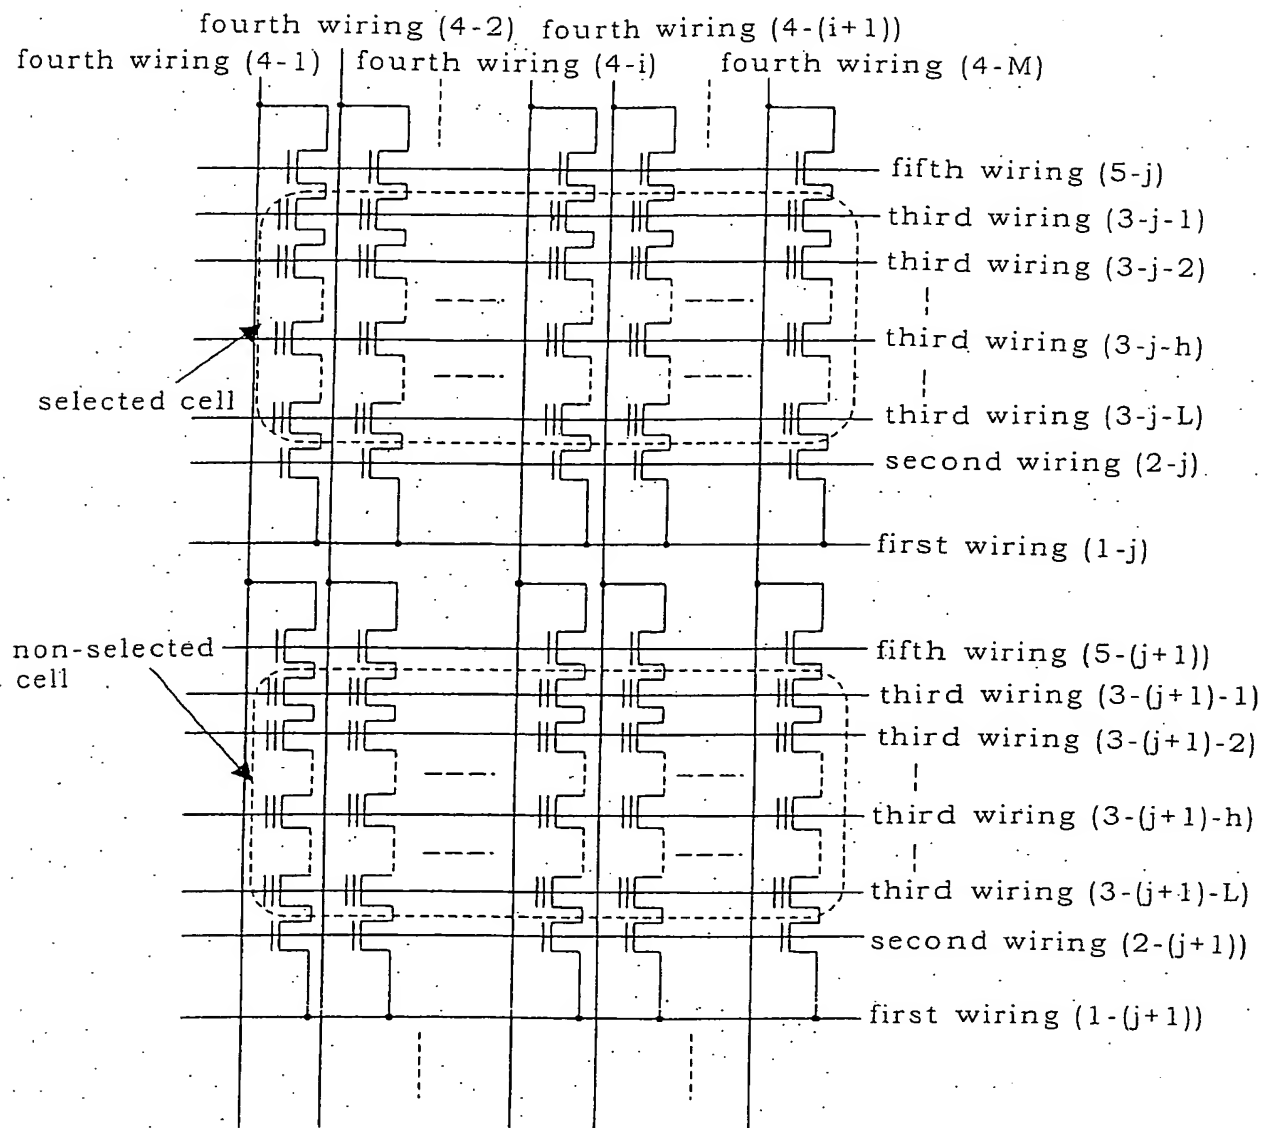 fourth wiring (4-2) fourth wiring (4-(i+1))
fourth wiring (4-1) fourth wiring (4-i) fourth wiring (4-M)
fifth wiring (5-j)
third wiring (3-j-1)
third wiring (3-j-2)
third wiring (3-j-h)
selected cell
third wiring (3-j-L)
second wiring (2-j)
first wiring (1-j)
non-selected
cell
fifth wiring (5-(j+1))
third wiring (3-(j+1)-1)
third wiring (3-(j+1)-2)
third wiring (3-(j+1)-h)
third wiring (3-(j+1)-L)
second wiring (2-(j+1))
first wiring (1-(j+1))